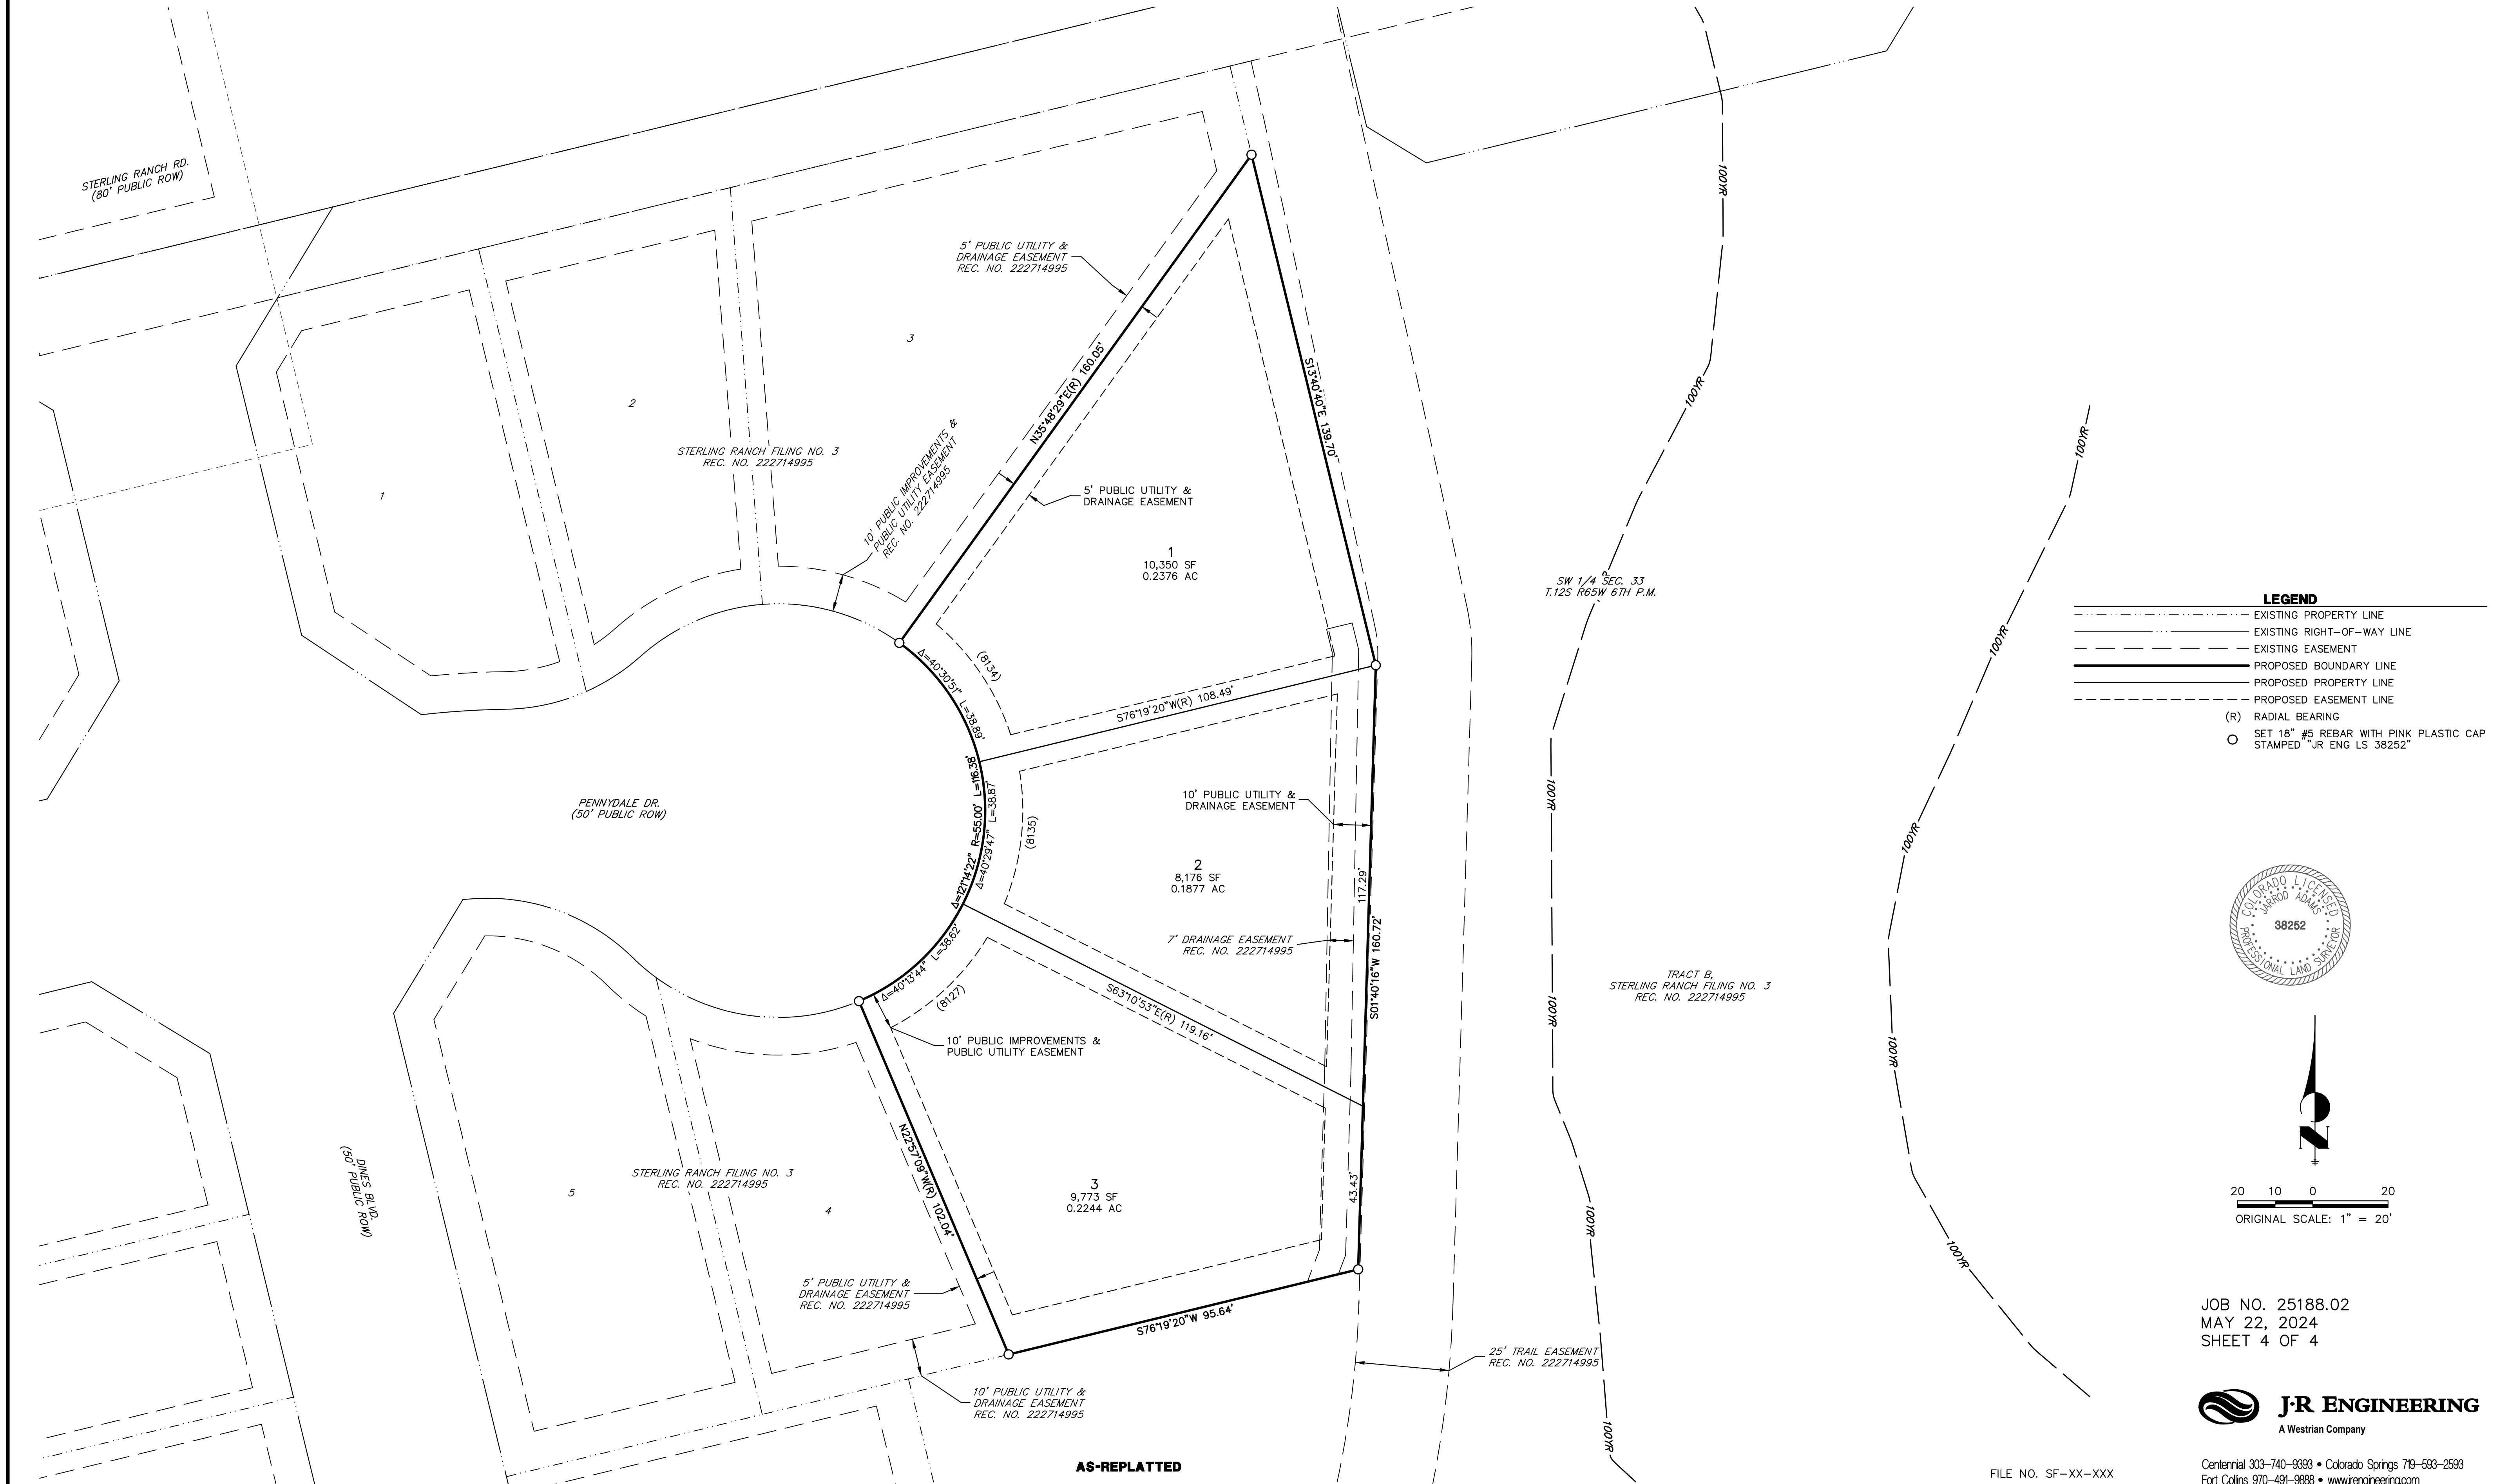 STERLING RANCH RD.
(80' PUBLIC ROW)
5' PUBLIC UTILITY &
DRAINAGE EASEMENT
REC. NO. 222714995
3
2
1
STERLING RANCH FILING NO. 3
REC. NO. 222714995
10' PUBLIC IMPROVEMENTS &
PUBLIC UTILITY EASEMENT
REC. NO. 222714995
N35°48'29"E(R) 160.05'
S13°40'40"E 139.70'
5' PUBLIC UTILITY &
DRAINAGE EASEMENT
1
10,350 SF
0.2376 AC
(8134)
Δ=40°30'51" L=38.89'
S76°19'20"W(R) 108.49'
PENNYDALE DR.
(50' PUBLIC ROW)
Δ=121°14'22" R=55.00' L=116.38'
Δ=40°29'47" L=38.87'
(8135)
10' PUBLIC UTILITY &
DRAINAGE EASEMENT
2
8,176 SF
0.1877 AC
117.29'
S01°40'16"W 160.72'
7' DRAINAGE EASEMENT
REC. NO. 222714995
Δ=40°13'44" L=38.62'
(8127)
S63°10'53"E(R) 119.16'
10' PUBLIC IMPROVEMENTS &
PUBLIC UTILITY EASEMENT
N22°57'09"W(R) 102.04'
3
9,773 SF
0.2244 AC
43.43'
STERLING RANCH FILING NO. 3
REC. NO. 222714995
5
4
DINES BLVD.
(50' PUBLIC ROW)
5' PUBLIC UTILITY &
DRAINAGE EASEMENT
REC. NO. 222714995
S76°19'20"W 95.64'
10' PUBLIC UTILITY &
DRAINAGE EASEMENT
REC. NO. 222714995
25' TRAIL EASEMENT
REC. NO. 222714995
AS-REPLATTED
SW 1/4 SEC. 33
T.12S R65W 6TH P.M.
TRACT B,
STERLING RANCH FILING NO. 3
REC. NO. 222714995
100YR
100YR
100YR
100YR
100YR
100YR
100YR
100YR
100YR
100YR
100YR
LEGEND
EXISTING PROPERTY LINE
EXISTING RIGHT-OF-WAY LINE
EXISTING EASEMENT
PROPOSED BOUNDARY LINE
PROPOSED PROPERTY LINE
PROPOSED EASEMENT LINE
(R) RADIAL BEARING
SET 18" #5 REBAR WITH PINK PLASTIC CAP
STAMPED "JR ENG LS 38252"
COLORADO LICENSED
JARROD ADAMS
38252
PROFESSIONAL LAND SURVEYOR
N
20 10 0 20
ORIGINAL SCALE: 1" = 20'
JOB NO. 25188.02
MAY 22, 2024
SHEET 4 OF 4
J·R ENGINEERING
A Westrian Company
Centennial 303-740-9393 • Colorado Springs 719-593-2593
Fort Collins 970-491-9888 • www.jrengineering.com
FILE NO. SF-XX-XXX